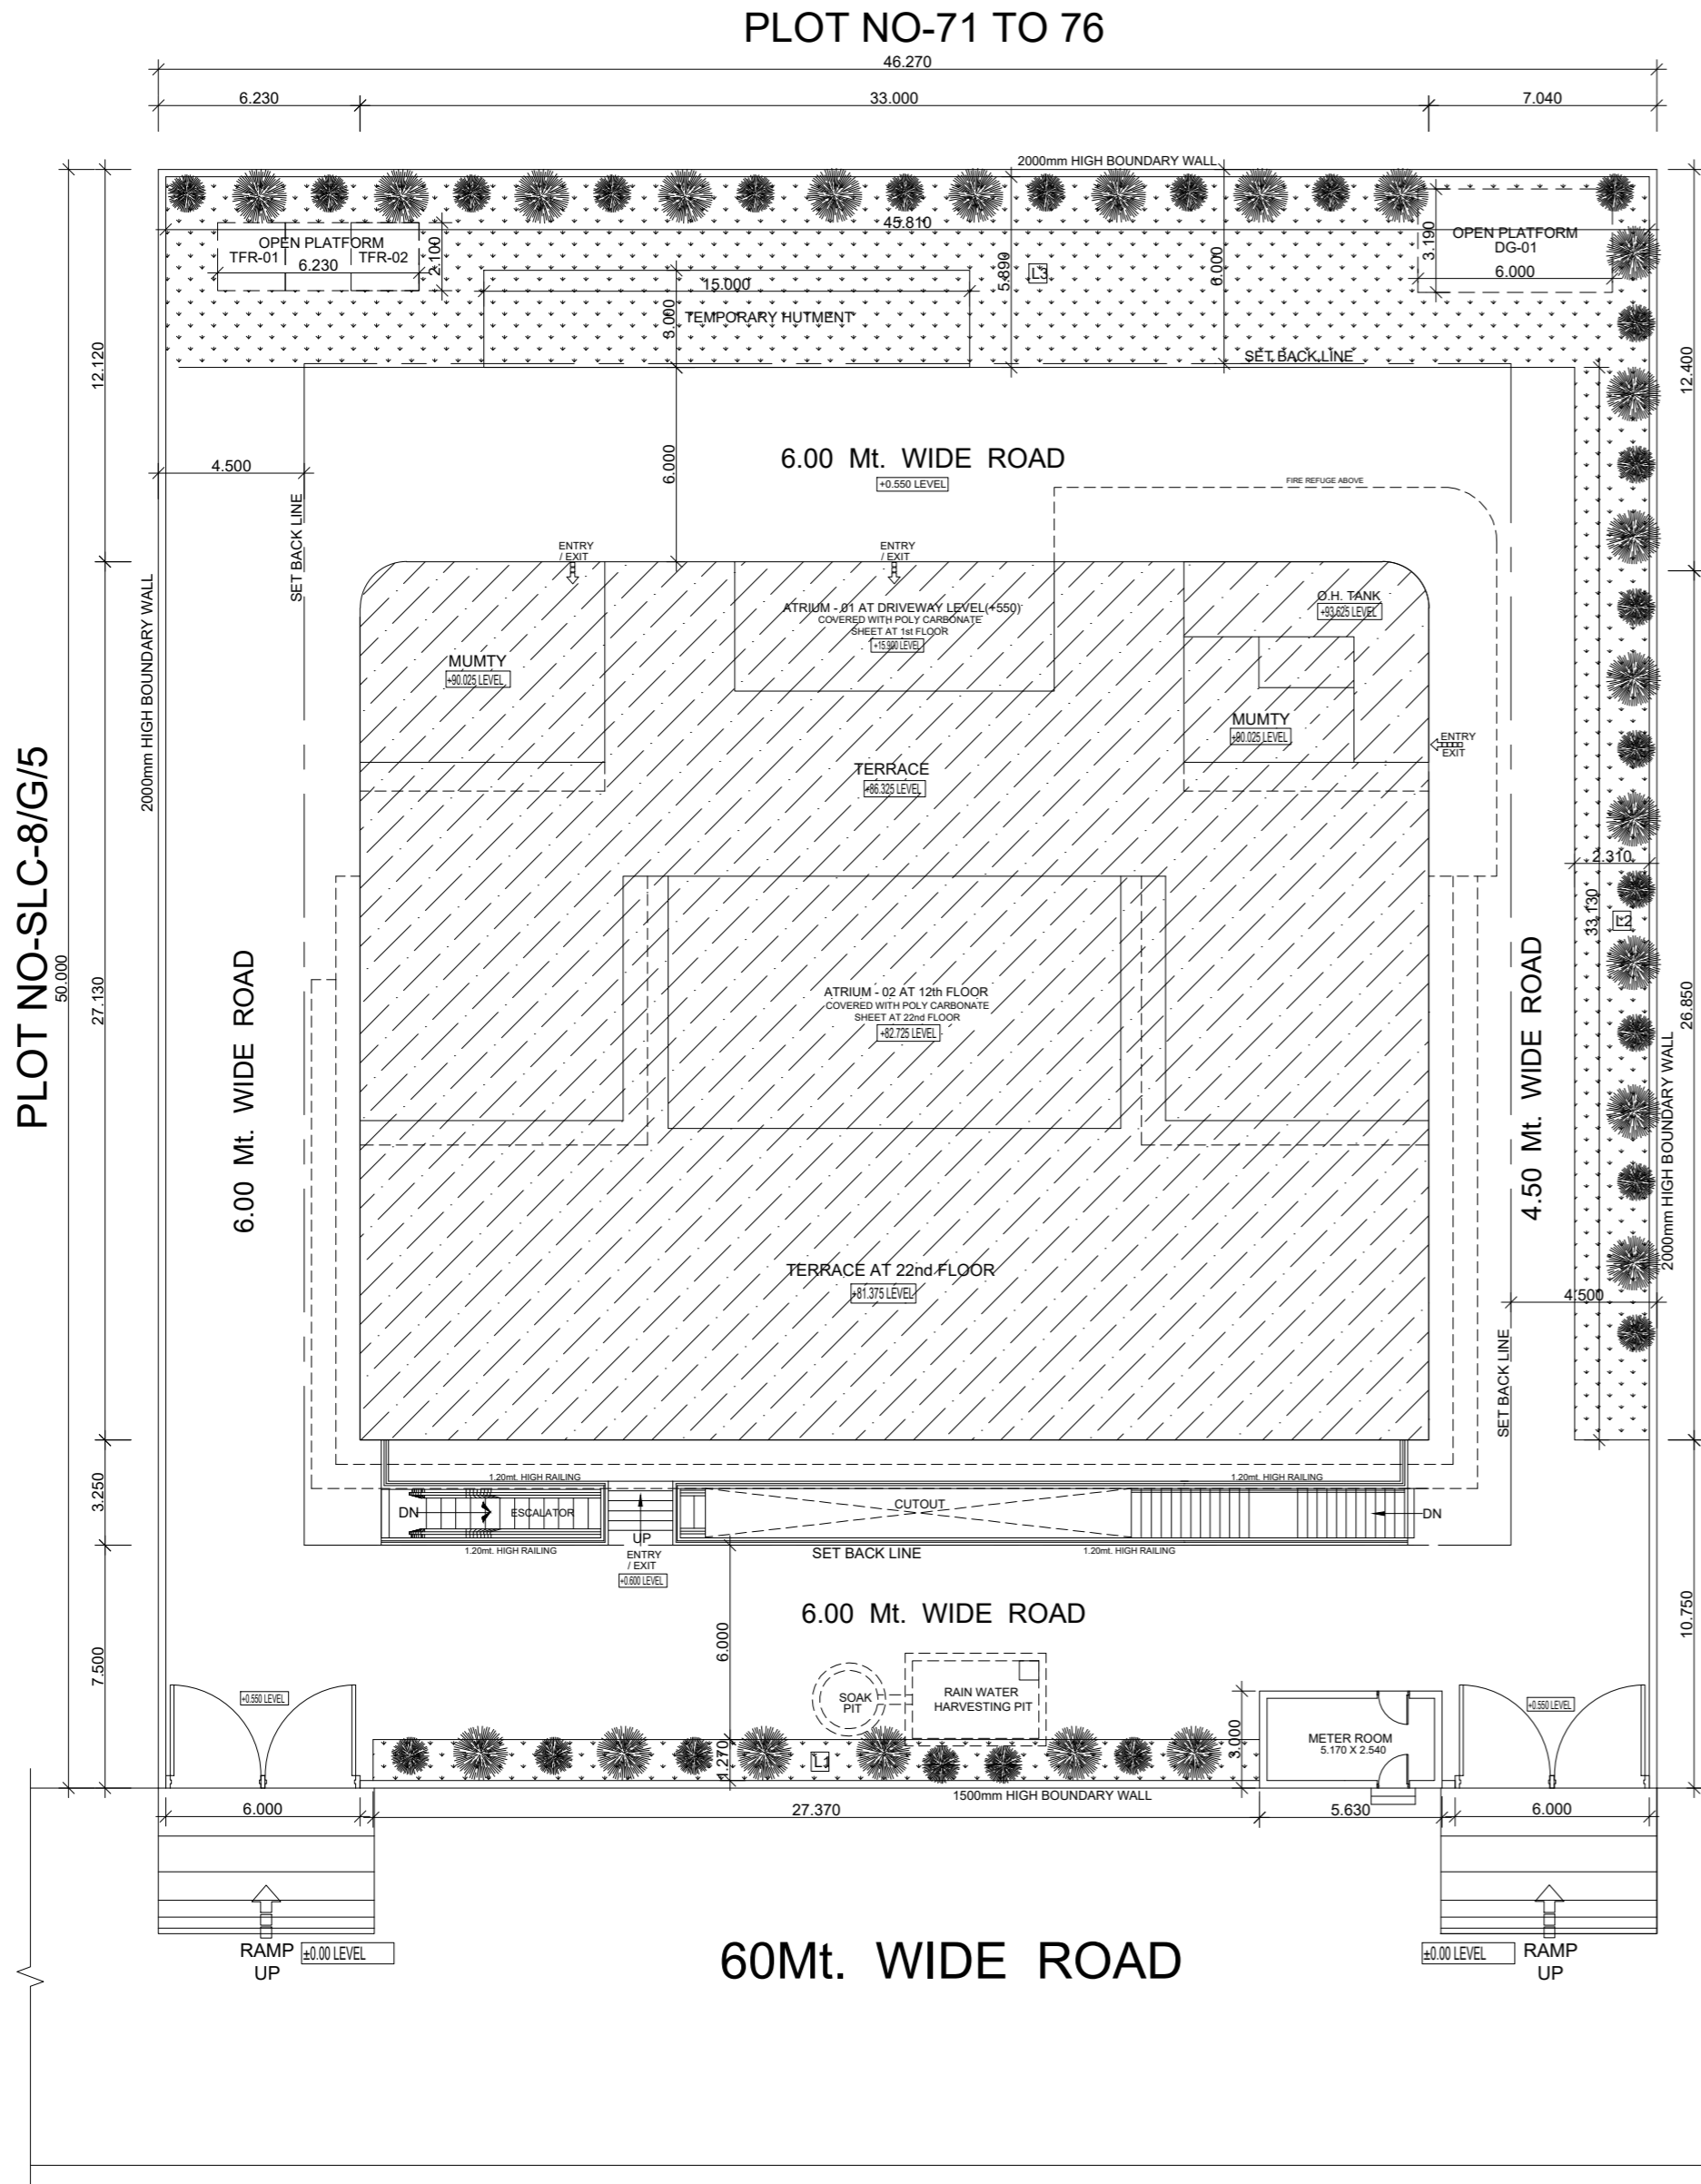 PLOT NO-71 TO 76
46.270
6.230
33.000
7.040
2000mm HIGH BOUNDARY WALL
45.810
OPEN PLATFORM
TFR-01
TFR-02
6.230
2.100
15.000
3.000
TEMPORARY HUTMENT
5.890
L3
6.000
3.190
OPEN PLATFORM
DG-01
6.000
SET BACK LINE
12.120
12.400
4.500
6.000
6.00 Mt. WIDE ROAD
+0.550 LEVEL
FIRE REFUGE ABOVE
SET BACK LINE
ENTRY
/ EXIT
ENTRY
/ EXIT
2000mm HIGH BOUNDARY WALL
ATRIUM - 01 AT DRIVEWAY LEVEL(+550)
COVERED WITH POLY CARBONATE
SHEET AT 1st FLOOR
+15.900 LEVEL
O.H. TANK
+93.625 LEVEL
MUMTY
+90.025 LEVEL
MUMTY
+90.025 LEVEL
ENTRY
EXIT
TERRACE
+86.325 LEVEL
PLOT NO-SLC-8/G/5
50.000
27.130
2.310
33.130
L2
6.00 Mt. WIDE ROAD
ATRIUM - 02 AT 12th FLOOR
COVERED WITH POLY CARBONATE
SHEET AT 22nd FLOOR
+82.725 LEVEL
4.50 Mt. WIDE ROAD
26.850
2000mm HIGH BOUNDARY WALL
TERRACE AT 22nd FLOOR
+81.375 LEVEL
4.500
SET BACK LINE
3.250
1.20mt. HIGH RAILING
1.20mt. HIGH RAILING
DN
ESCALATOR
UP
CUTOUT
DN
1.20mt. HIGH RAILING
ENTRY
/ EXIT
+0.600 LEVEL
SET BACK LINE
1.20mt. HIGH RAILING
6.00 Mt. WIDE ROAD
6.000
7.500
10.750
+0.550 LEVEL
SOAK
PIT
RAIN WATER
HARVESTING PIT
+0.550 LEVEL
1.270
L1
3.000
METER ROOM
5.170 X 2.540
1500mm HIGH BOUNDARY WALL
6.000
27.370
5.630
6.000
RAMP
UP
±0.00 LEVEL
60Mt. WIDE ROAD
±0.00 LEVEL
RAMP
UP